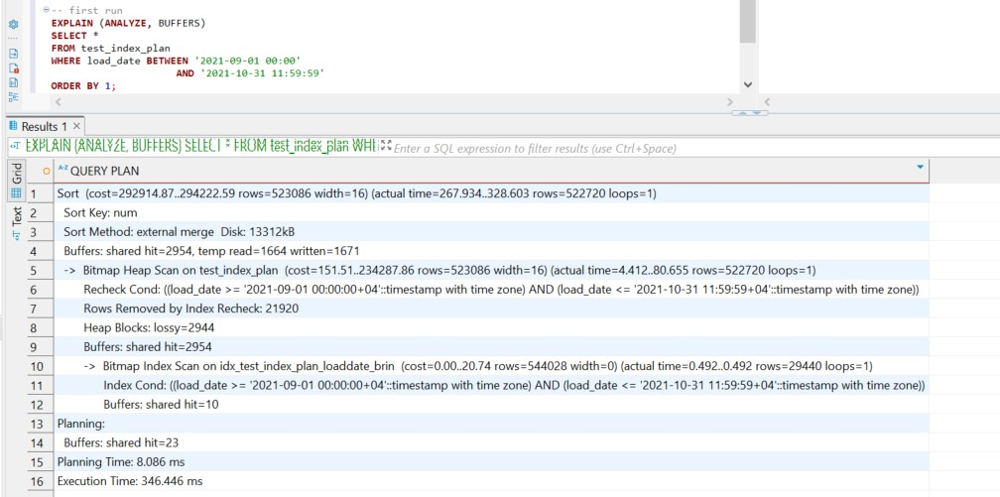 -- first run
EXPLAIN (ANALYZE, BUFFERS)
SELECT *
FROM test_index_plan
WHERE load_date BETWEEN '2021-09-01 00:00'
AND '2021-10-31 11:59:59'
ORDER BY 1;
Results 1 ×
EXPLAIN (ANALYZE, BUFFERS) SELECT * FROM test_index_plan WHE Enter a SQL expression to filter results (use Ctrl+Space)
Grid
Text
A-Z QUERY PLAN
1 Sort (cost=292914.87..294222.59 rows=523086 width=16) (actual time=267.934..328.603 rows=522720 loops=1)
2 Sort Key: num
3 Sort Method: external merge Disk: 13312kB
4 Buffers: shared hit=2954, temp read=1664 written=1671
5 -> Bitmap Heap Scan on test_index_plan (cost=151.51..234287.86 rows=523086 width=16) (actual time=4.412..80.655 rows=522720 loops=1)
6 Recheck Cond: ((load_date >= '2021-09-01 00:00:00+04'::timestamp with time zone) AND (load_date <= '2021-10-31 11:59:59+04'::timestamp with time zone))
7 Rows Removed by Index Recheck: 21920
8 Heap Blocks: lossy=2944
9 Buffers: shared hit=2954
10 -> Bitmap Index Scan on idx_test_index_plan_loaddate_brin (cost=0.00..20.74 rows=544028 width=0) (actual time=0.492..0.492 rows=29440 loops=1)
11 Index Cond: ((load_date >= '2021-09-01 00:00:00+04'::timestamp with time zone) AND (load_date <= '2021-10-31 11:59:59+04'::timestamp with time zone))
12 Buffers: shared hit=10
13 Planning:
14 Buffers: shared hit=23
15 Planning Time: 8.086 ms
16 Execution Time: 346.446 ms